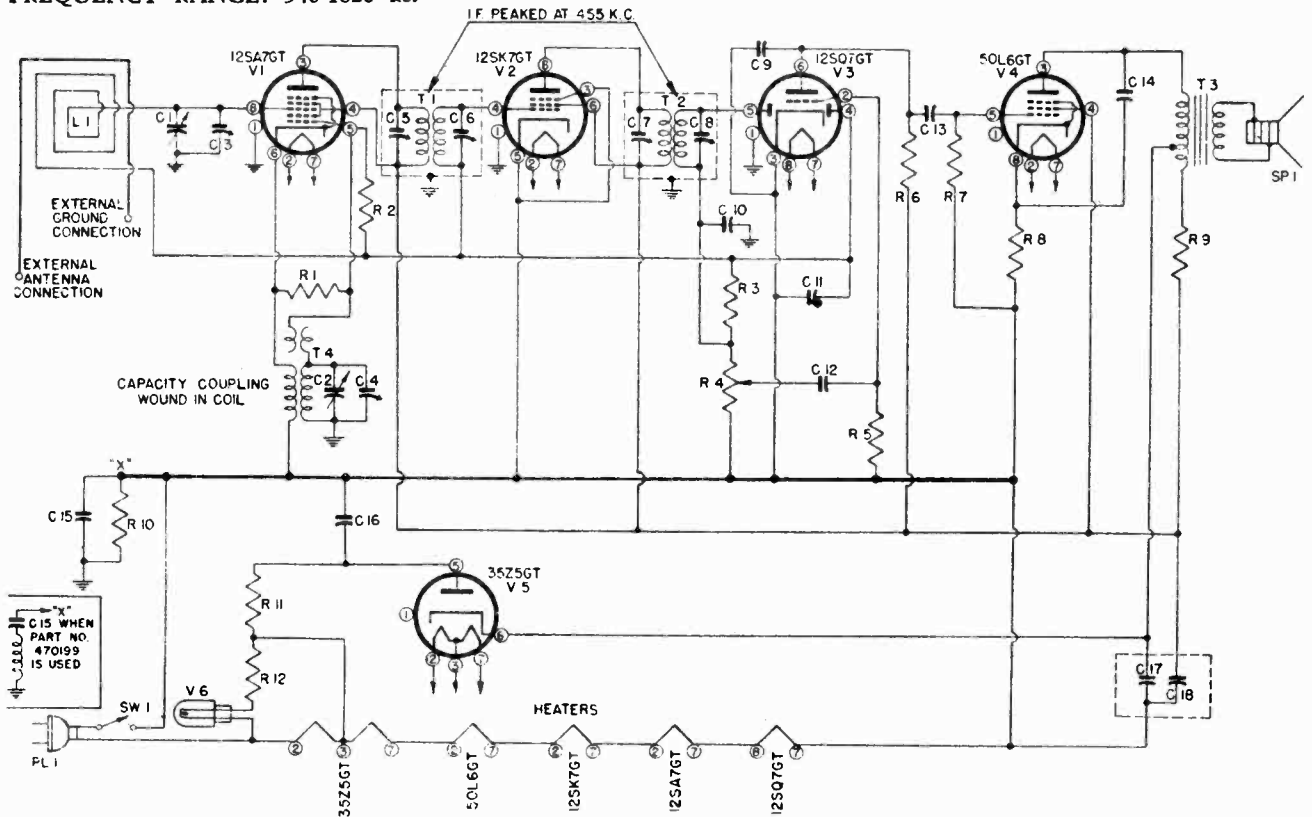 FREQUENCY RANGE: 540-1620 KC.
I.F. PEAKED AT 455 K.C.
12SA7GT
V1
12SK7GT
V2
12SQ7GT
V3
50L6GT
V4
L1
C1
C3
T1
C5
C6
T2
C7
C8
C9
C10
C11
C12
C13
C14
T3
SP1
R2
R3
R4
R5
R6
R7
R8
R9
EXTERNAL
GROUND
CONNECTION
EXTERNAL
ANTENNA
CONNECTION
R1
T4
C2
C4
CAPACITY COUPLING
WOUND IN COIL
"X"
C15
R10
C16
35Z5GT
V5
R11
R12
"X"
C15 WHEN
PART NO.
470199
IS USED
V6
SW1
PL1
HEATERS
35Z5GT
50L6GT
12SK7GT
12SA7GT
12SQ7GT
C17
C18